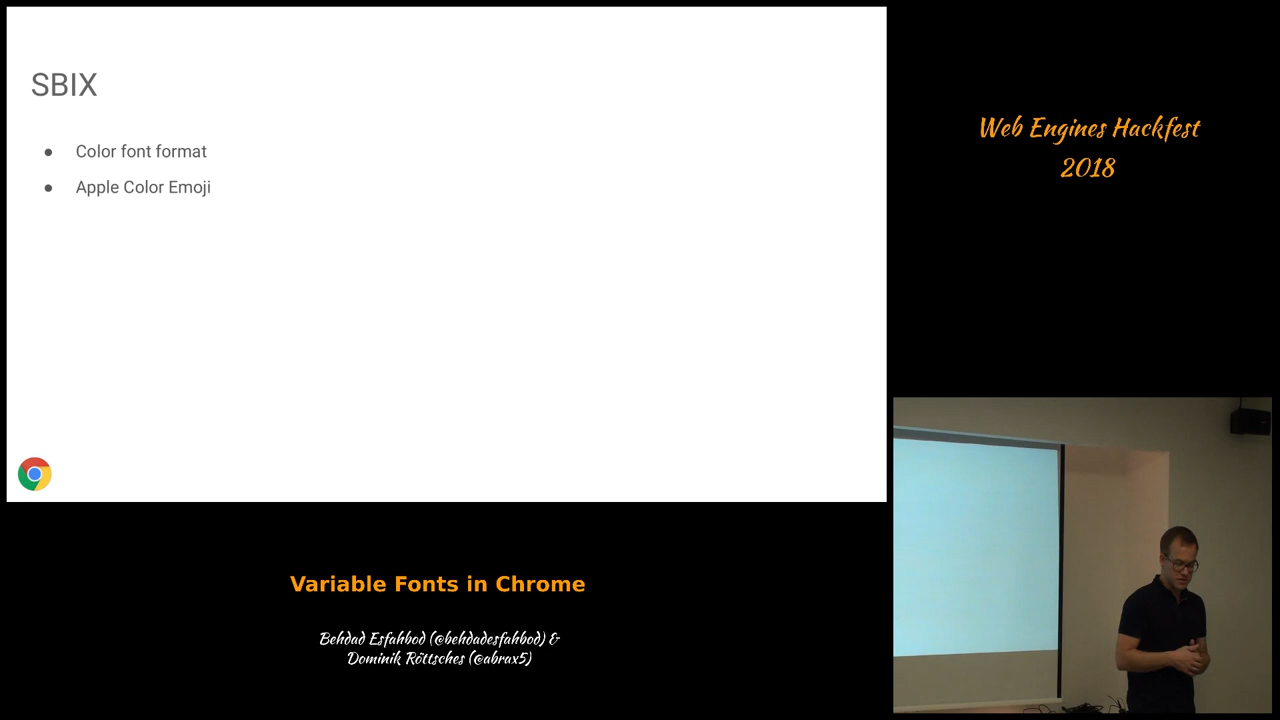 SBIX
● Color font format
● Apple Color Emoji
Web Engines Hackfest
2018
Variable Fonts in Chrome
Behdad Esfahbod (@behdadesfahbod) &
Dominik Röttsches (@abrax5)